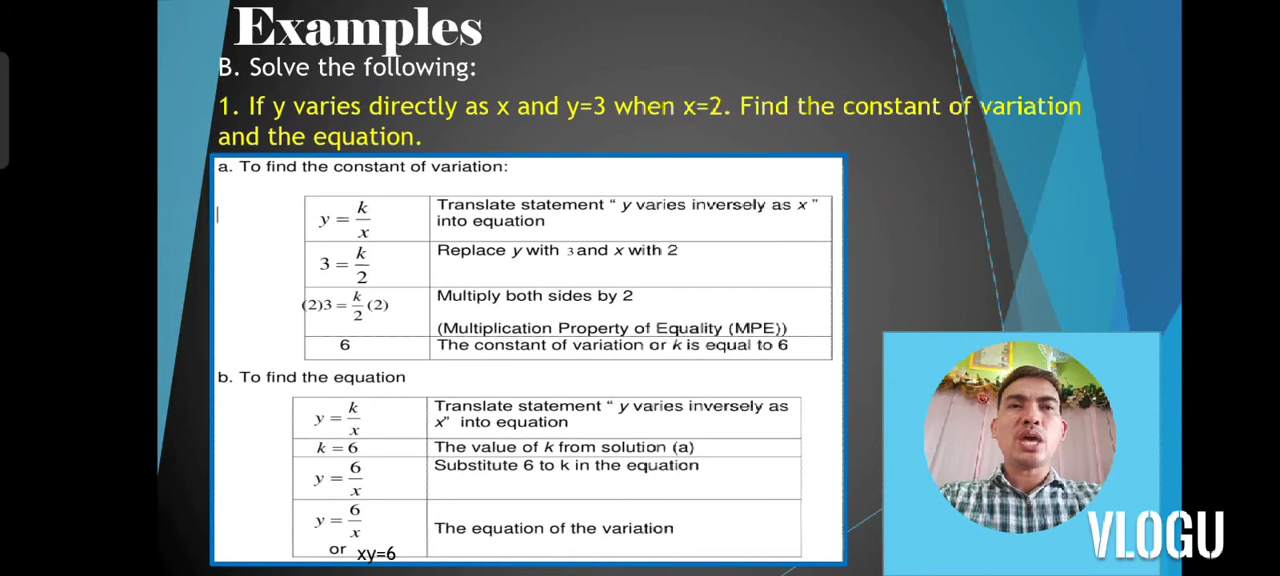 Examples
B. Solve the following:
1. If y varies directly as x and y=3 when x=2. Find the constant of variation
and the equation.
a. To find the constant of variation:
y = k/x
Translate statement “ y varies inversely as x ”
into equation
3 = k/2
Replace y with 3 and x with 2
(2)3 = k/2 (2)
Multiply both sides by 2
(Multiplication Property of Equality (MPE))
6
The constant of variation or k is equal to 6
b. To find the equation
y = k/x
Translate statement “ y varies inversely as
x” into equation
k = 6
The value of k from solution (a)
y = 6/x
Substitute 6 to k in the equation
y = 6/x
or xy=6
The equation of the variation
VLOGU